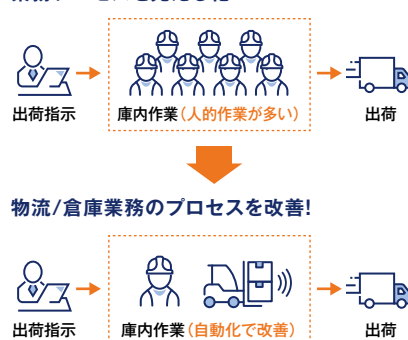 出荷指示
庫内作業(人的作業が多い)
出荷
物流/倉庫業務のプロセスを改善!
出荷指示
庫内作業(自動化で改善)
出荷